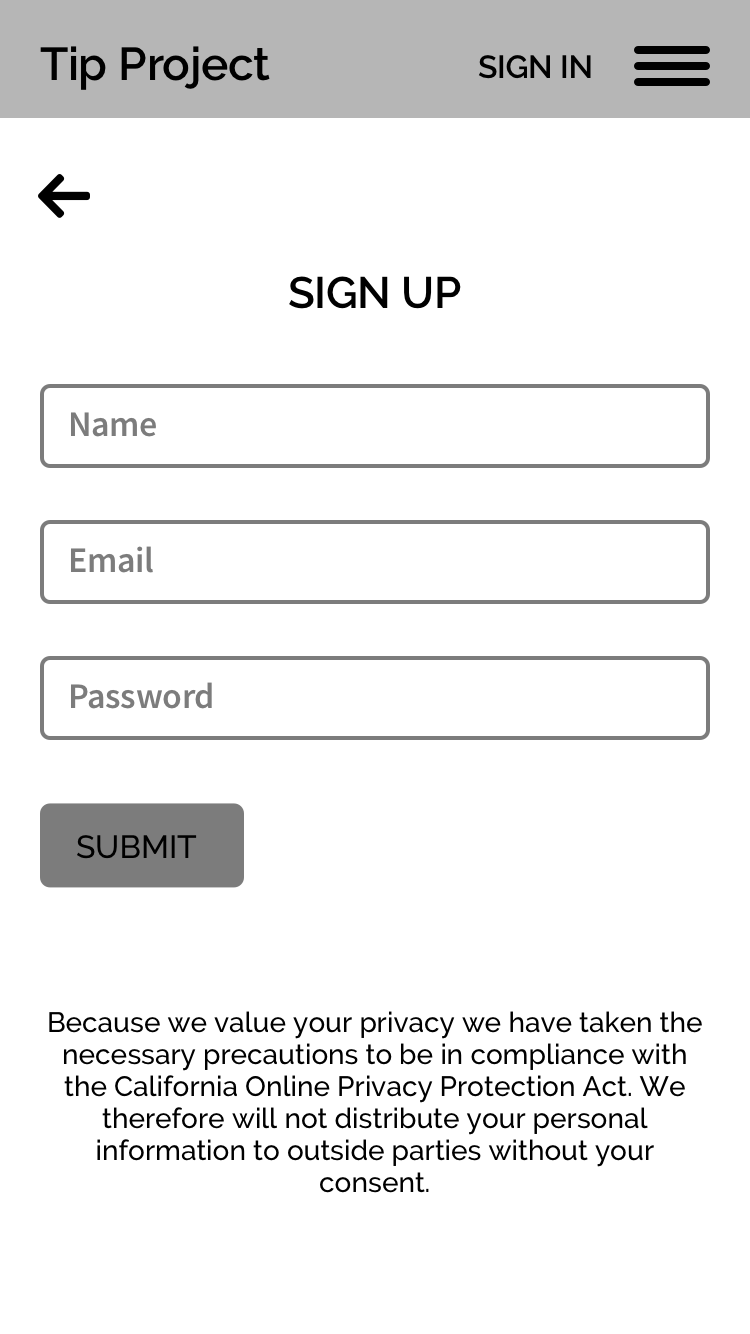 Tip Project
SIGN IN
SIGN UP
Name
Email
Password
SUBMIT
Because we value your privacy we have taken the
necessary precautions to be in compliance with
the California Online Privacy Protection Act. We
therefore will not distribute your personal
information to outside parties without your
consent.